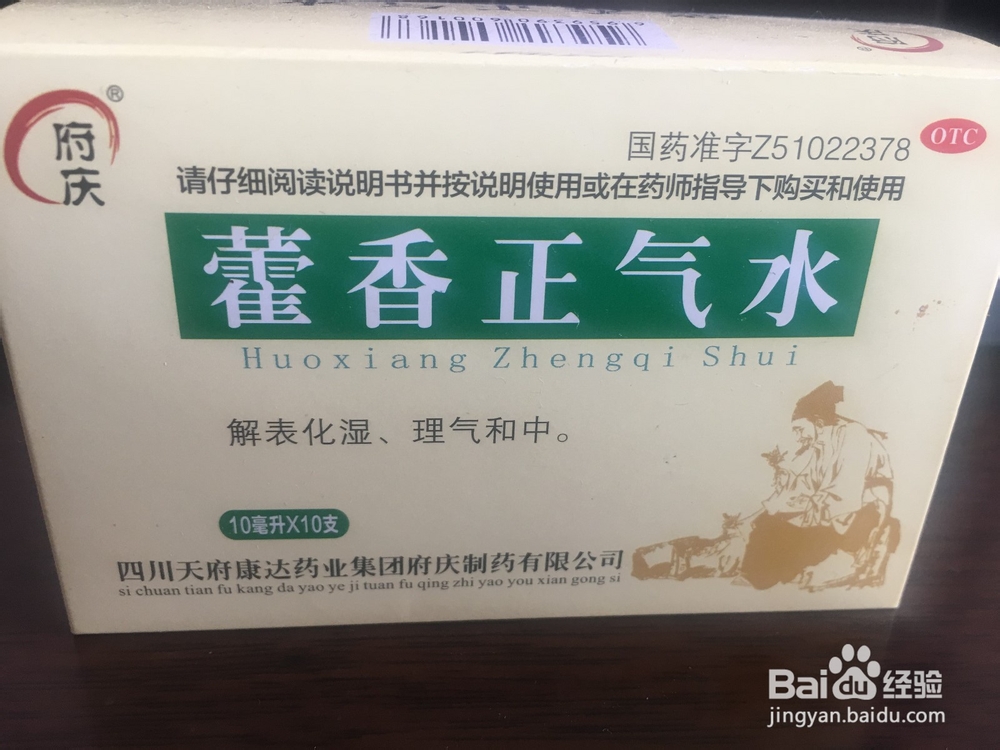 府庆
®
国药准字Z51022378
OTC
请仔细阅读说明书并按说明使用或在药师指导下购买和使用
藿香正气水
Huoxiang Zhengqi Shui
解表化湿、理气和中。
10毫升X10支
四川天府康达药业集团府庆制药有限公司
si chuan tian fu kang da yao ye ji tuan fu qing zhi yao you xian gong si
Baidu经验
jingyan.baidu.com